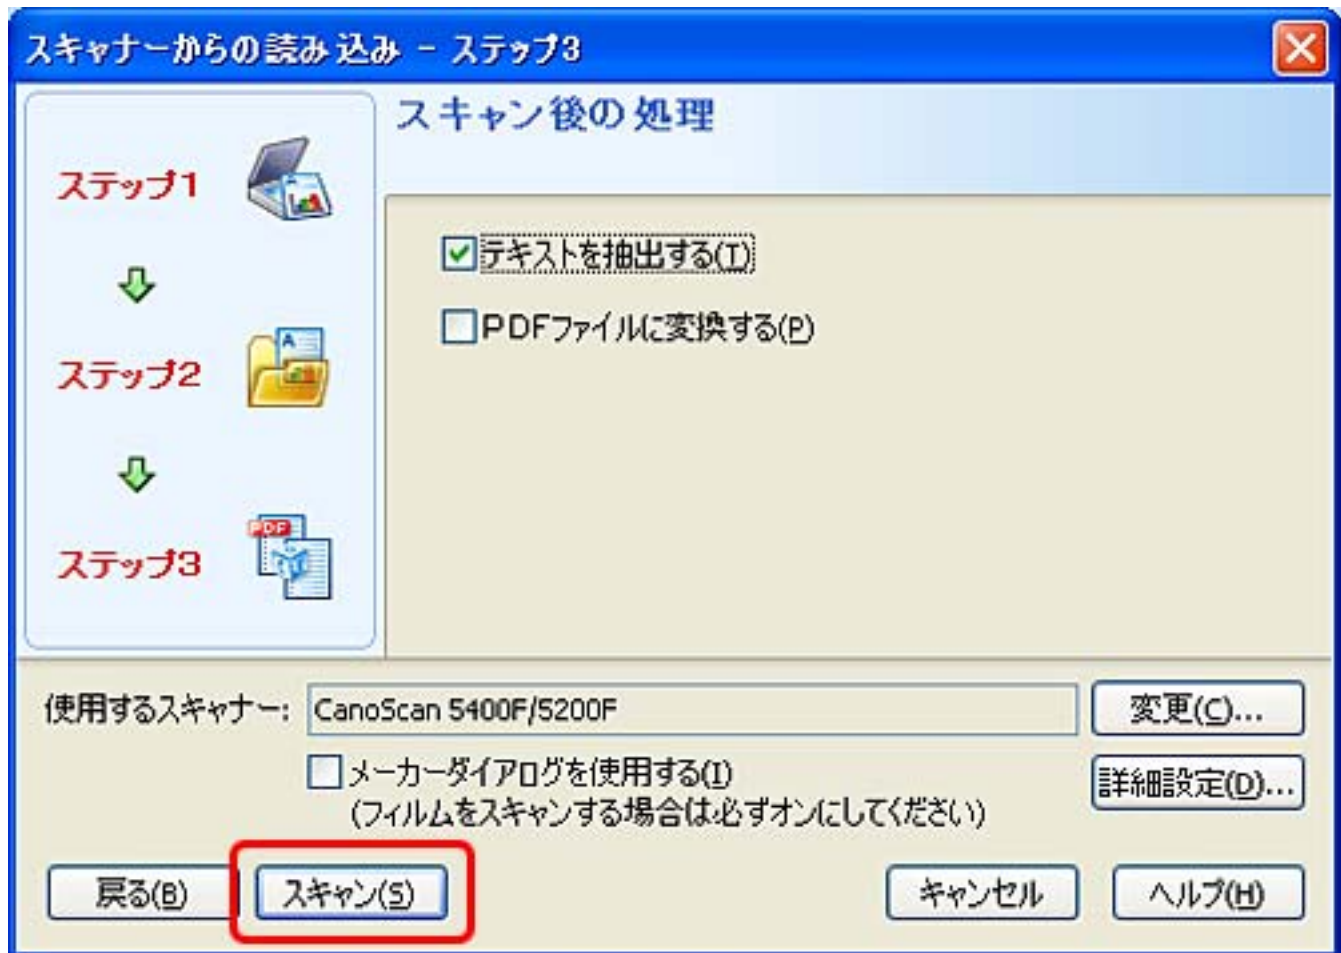 スキャナーからの読み込み - ステップ3
スキャン後の処理
ステップ1
ステップ2
ステップ3
A
PDF
テキストを抽出する(T)
PDFファイルに変換する(P)
使用するスキャナー: CanoScan 5400F/5200F
変更(C)...
メーカーダイアログを使用する(I)
(フィルムをスキャンする場合は必ずオンにしてください)
詳細設定(D)...
戻る(B) スキャン(S) キャンセル ヘルプ(H)